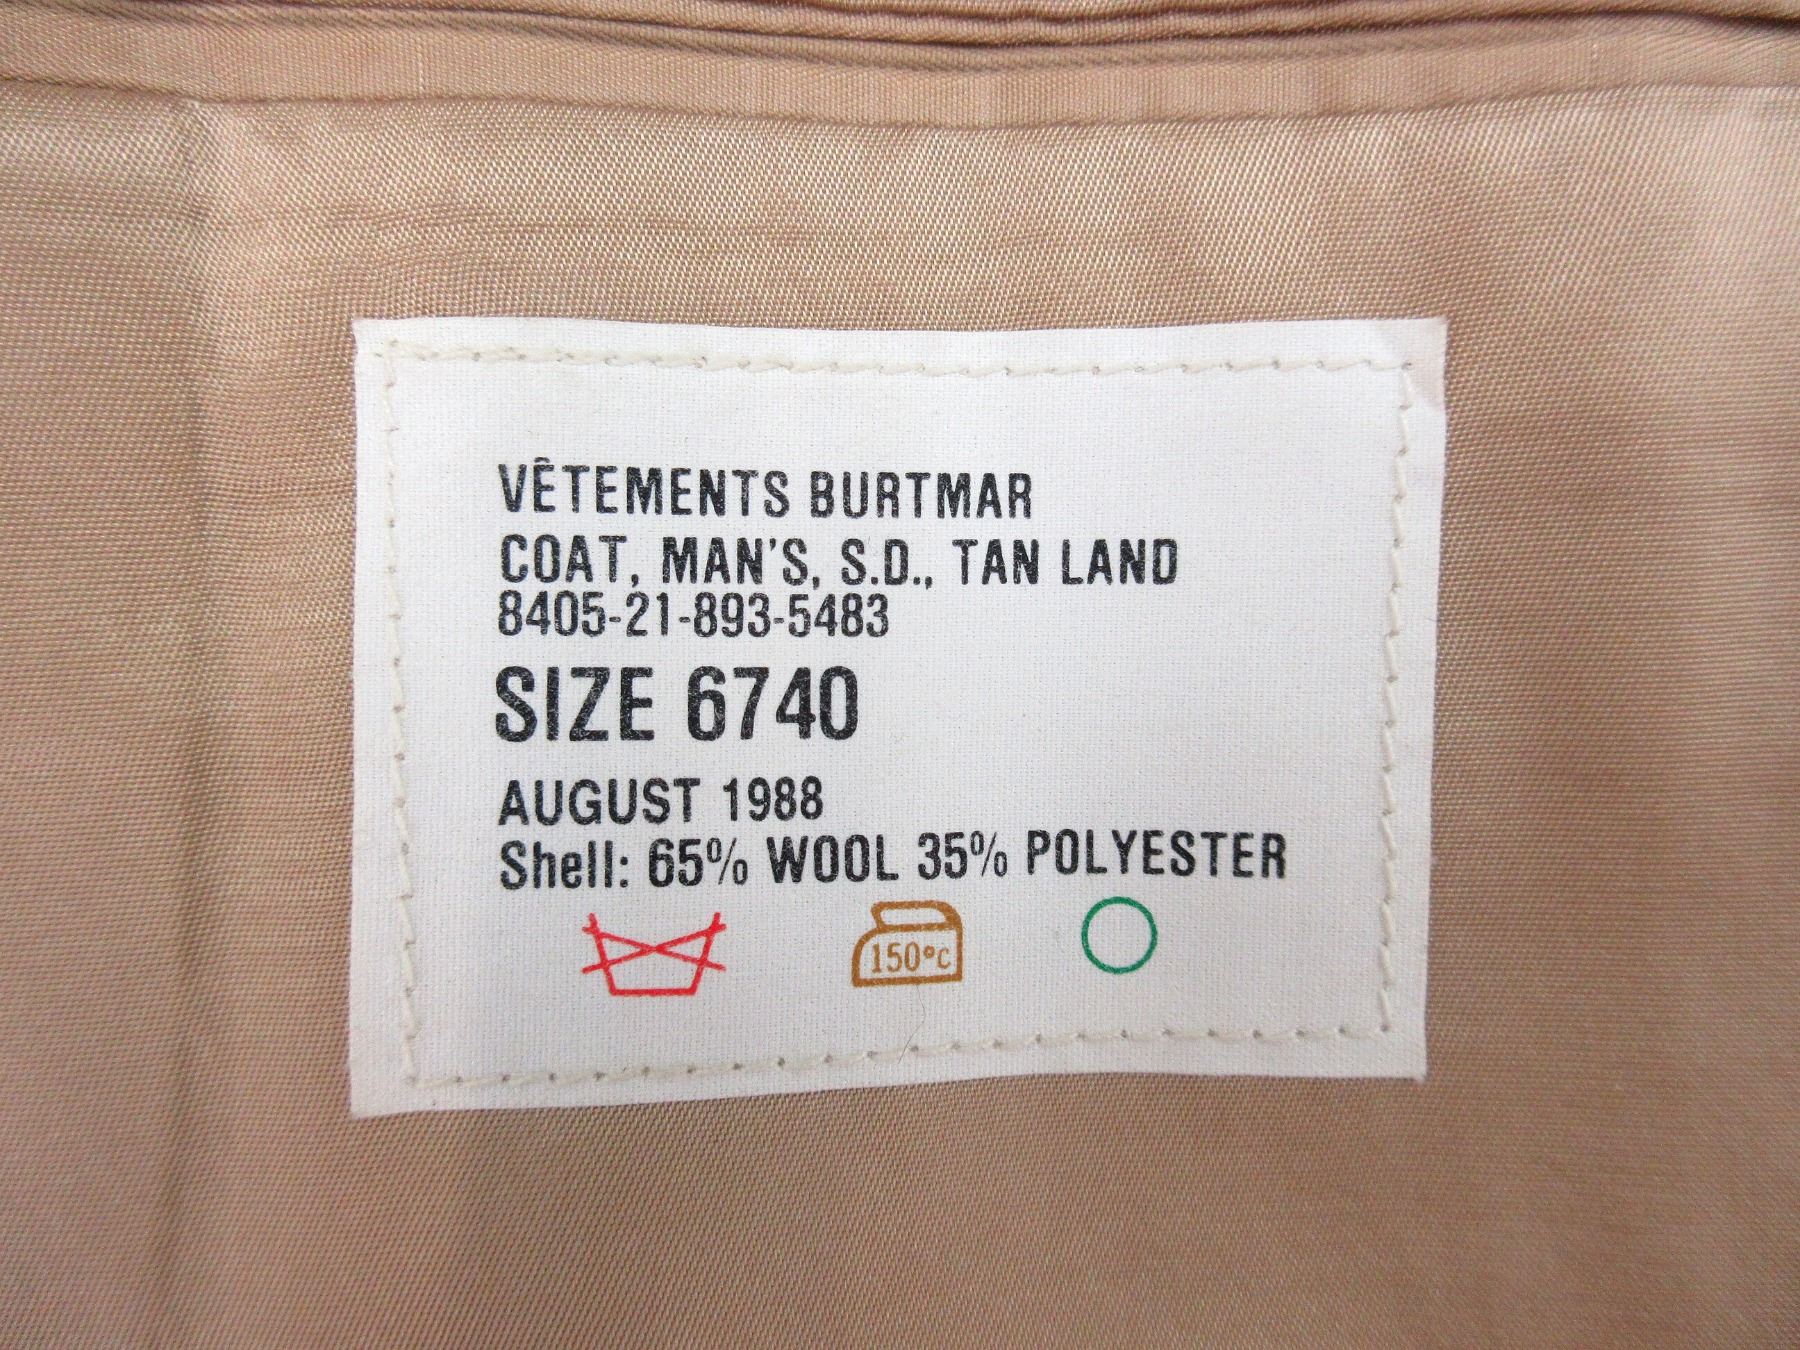 VÊTEMENTS BURTMAR
COAT, MAN'S, S.D., TAN LAND
8405-21-893-5483
SIZE 6740
AUGUST 1988
Shell: 65% WOOL 35% POLYESTER
150°C